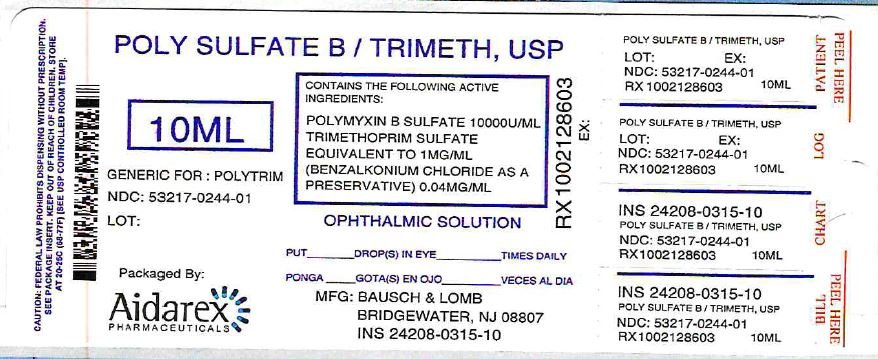 CAUTION: FEDERAL LAW PROHIBITS DISPENSING WITHOUT PRESCRIPTION.
SEE PACKAGE INSERT. KEEP OUT OF REACH OF CHILDREN. STORE
AT 20-25C (68-77F) [SEE USP CONTROLLED ROOM TEMP].
POLY SULFATE B / TRIMETH, USP
10ML
GENERIC FOR : POLYTRIM
NDC: 53217-0244-01
LOT:
Packaged By:
Aidarex
PHARMACEUTICALS
CONTAINS THE FOLLOWING ACTIVE
INGREDIENTS:
POLYMYXIN B SULFATE 10000U/ML
TRIMETHOPRIM SULFATE
EQUIVALENT TO 1MG/ML
(BENZALKONIUM CHLORIDE AS A
PRESERVATIVE) 0.04MG/ML
OPHTHALMIC SOLUTION
PUT_______DROP(S) IN EYE_________TIMES DAILY
PONGA _____GOTA(S) EN OJO_________VECES AL DIA
MFG: BAUSCH & LOMB
BRIDGEWATER, NJ 08807
INS 24208-0315-10
RX1002128603
EX:
POLY SULFATE B / TRIMETH, USP
LOT: EX:
NDC: 53217-0244-01
RX1002128603 10ML
PATIENT
PEEL HERE
POLY SULFATE B / TRIMETH, USP
LOT: EX:
NDC: 53217-0244-01
RX1002128603 10ML
LOG
INS 24208-0315-10
POLY SULFATE B / TRIMETH, USP
NDC: 53217-0244-01
RX1002128603 10ML
CHART
INS 24208-0315-10
POLY SULFATE B / TRIMETH, USP
NDC: 53217-0244-01
RX1002128603 10ML
BILL
PEEL HERE